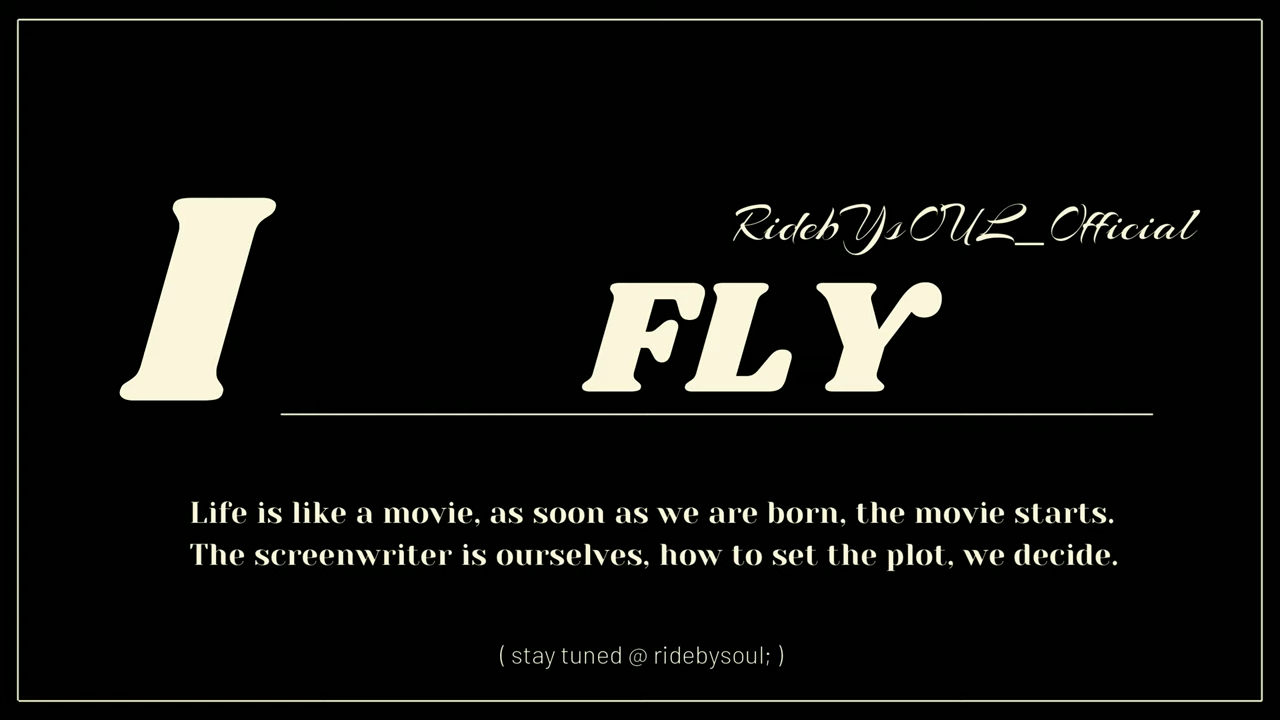 RidebYsOUL_Official
I FLY
Life is like a movie, as soon as we are born, the movie starts.
The screenwriter is ourselves, how to set the plot, we decide.
( stay tuned @ ridebysoul; )